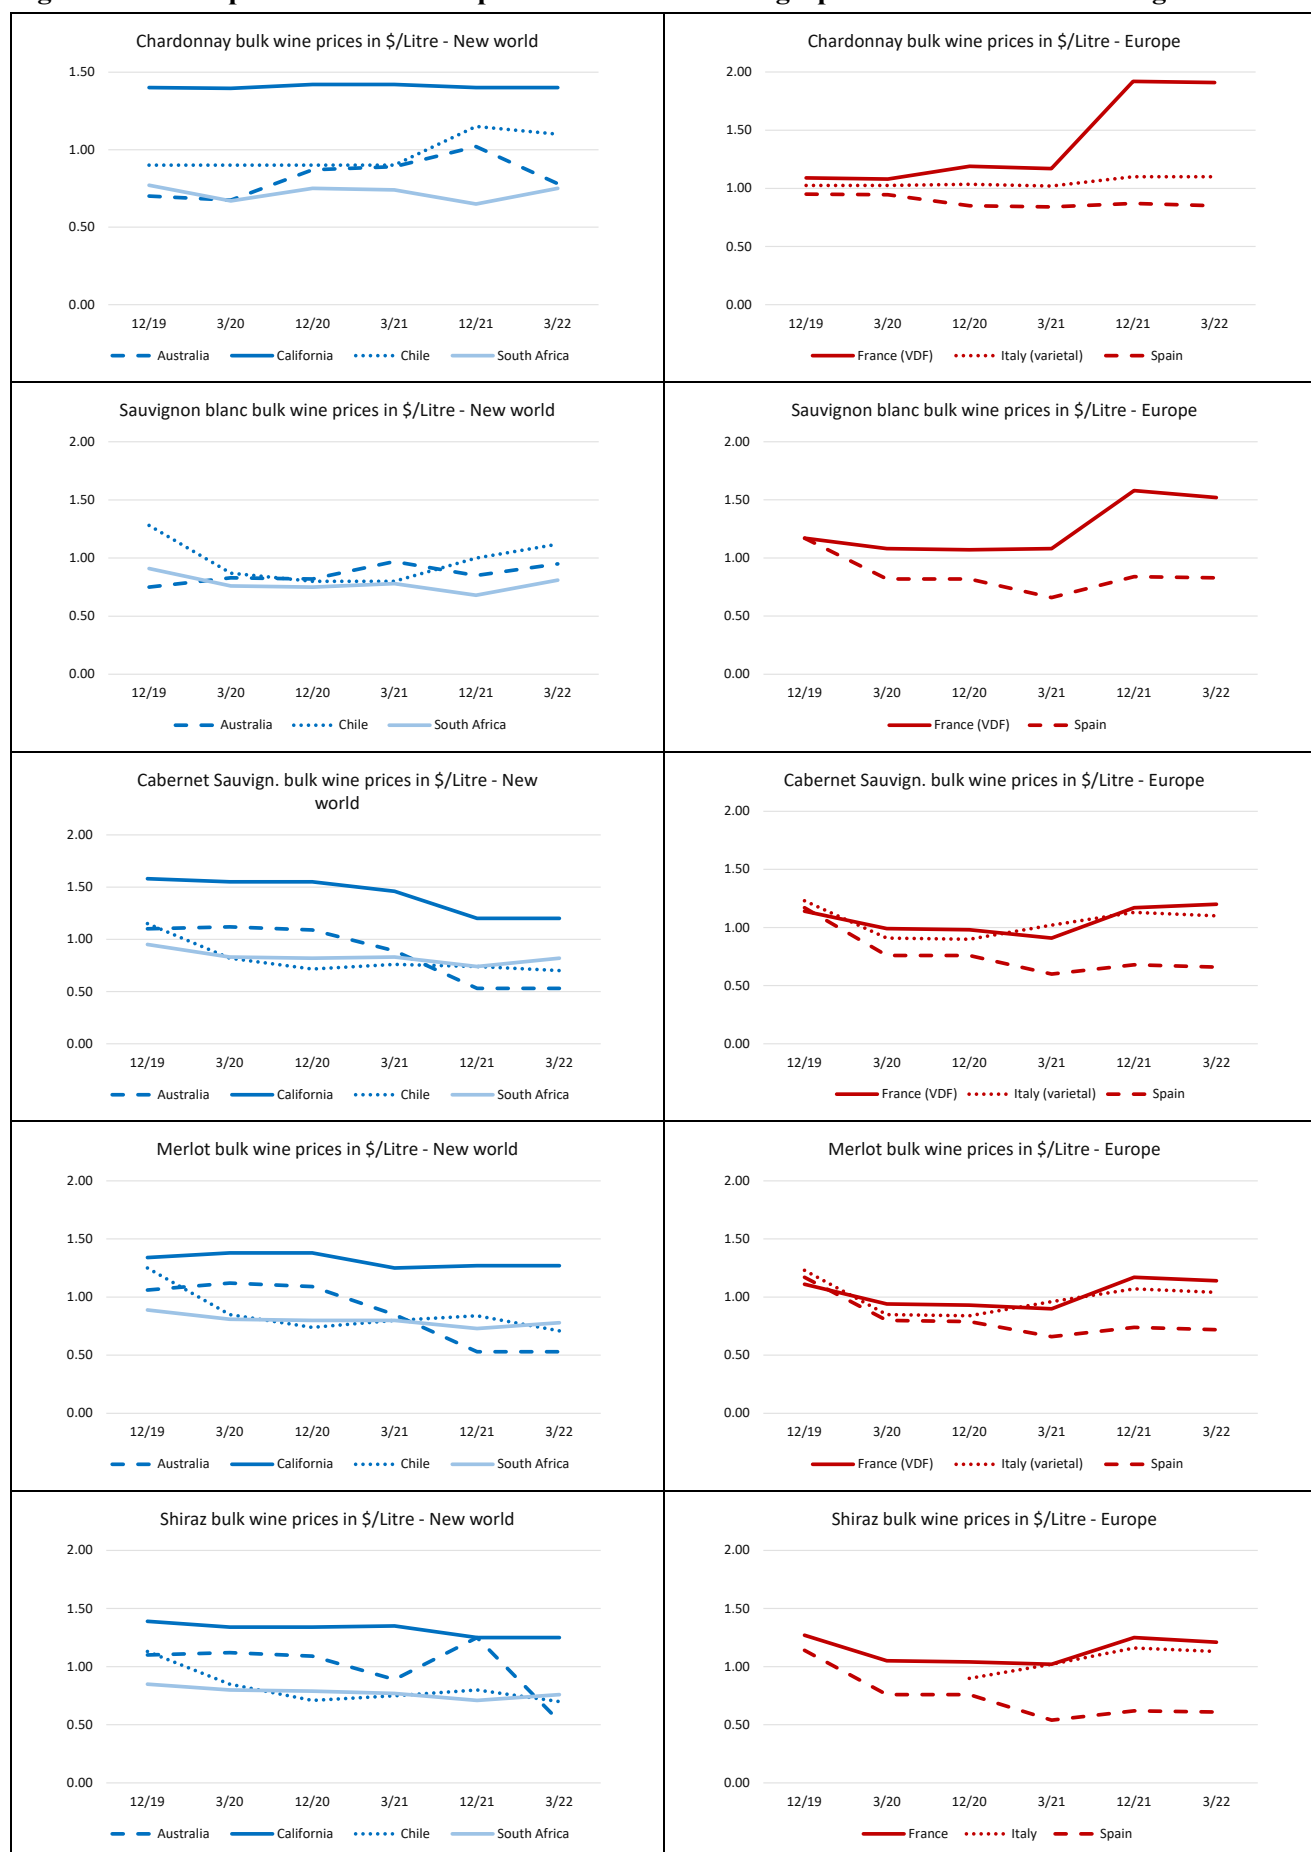 Chardonnay bulk wine prices in $/Litre - New world
1.50
1.00
0.50
0.00
12/19 3/20 12/20 3/21 12/21 3/22
Australia California Chile South Africa
Chardonnay bulk wine prices in $/Litre - Europe
2.00
1.50
1.00
0.50
0.00
12/19 3/20 12/20 3/21 12/21 3/22
France (VDF) Italy (varietal) Spain
Sauvignon blanc bulk wine prices in $/Litre - New world
2.00
1.50
1.00
0.50
0.00
12/19 3/20 12/20 3/21 12/21 3/22
Australia Chile South Africa
Sauvignon blanc bulk wine prices in $/Litre - Europe
2.00
1.50
1.00
0.50
0.00
12/19 3/20 12/20 3/21 12/21 3/22
France (VDF) Spain
Cabernet Sauvign. bulk wine prices in $/Litre - New
world
2.00
1.50
1.00
0.50
0.00
12/19 3/20 12/20 3/21 12/21 3/22
Australia California Chile South Africa
Cabernet Sauvign. bulk wine prices in $/Litre - Europe
2.00
1.50
1.00
0.50
0.00
12/19 3/20 12/20 3/21 12/21 3/22
France (VDF) Italy (varietal) Spain
Merlot bulk wine prices in $/Litre - New world
2.00
1.50
1.00
0.50
0.00
12/19 3/20 12/20 3/21 12/21 3/22
Australia California Chile South Africa
Merlot bulk wine prices in $/Litre - Europe
2.00
1.50
1.00
0.50
0.00
12/19 3/20 12/20 3/21 12/21 3/22
France (VDF) Italy (varietal) Spain
Shiraz bulk wine prices in $/Litre - New world
2.00
1.50
1.00
0.50
0.00
12/19 3/20 12/20 3/21 12/21 3/22
Australia California Chile South Africa
Shiraz bulk wine prices in $/Litre - Europe
2.00
1.50
1.00
0.50
0.00
12/19 3/20 12/20 3/21 12/21 3/22
France Italy Spain